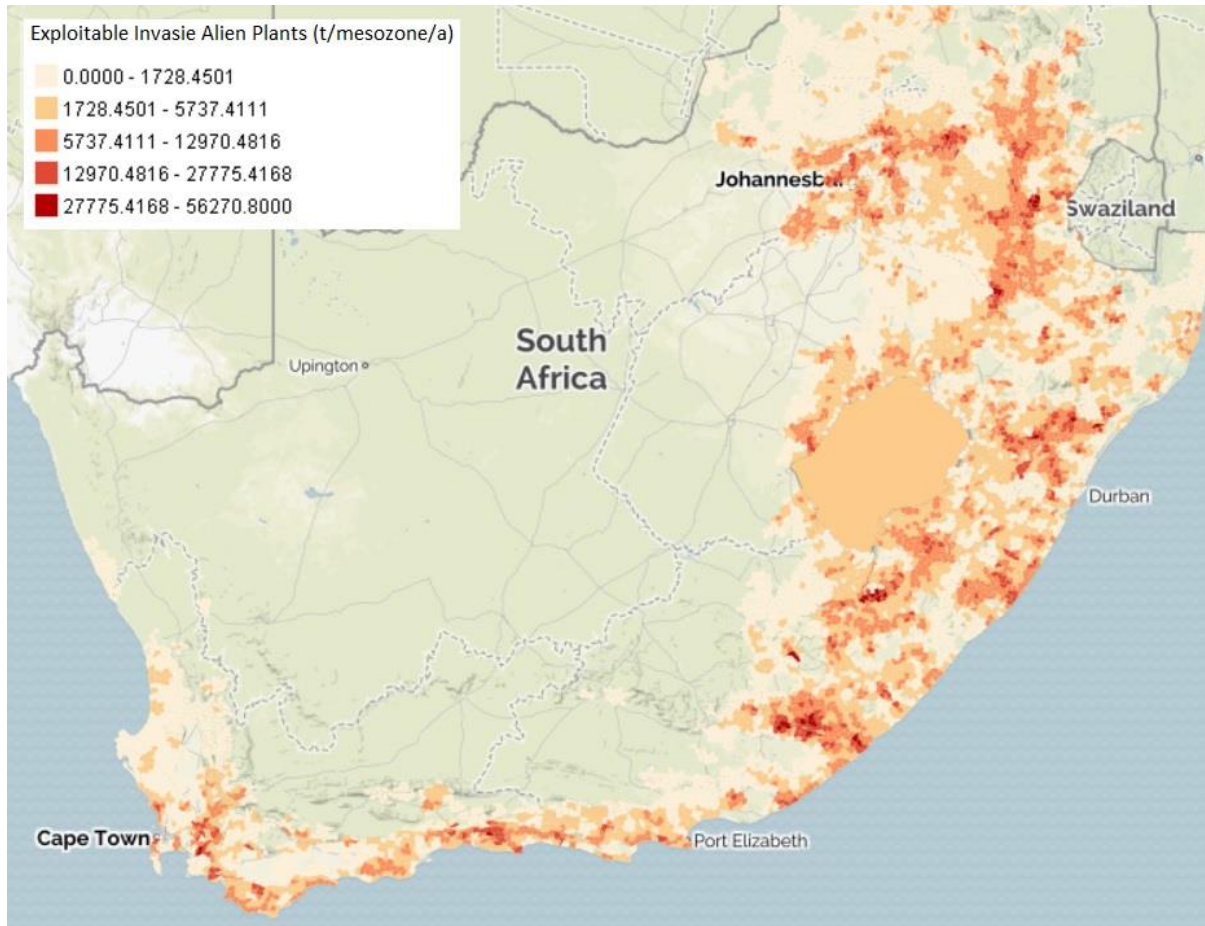 Exploitable Invasie Alien Plants (t/mesozone/a)
0.0000 - 1728.4501
1728.4501 - 5737.4111
5737.4111 - 12970.4816
12970.4816 - 27775.4168
27775.4168 - 56270.8000
Swaziland
South
Africa
Upington
Durban
Cape Town
Port Elizabeth